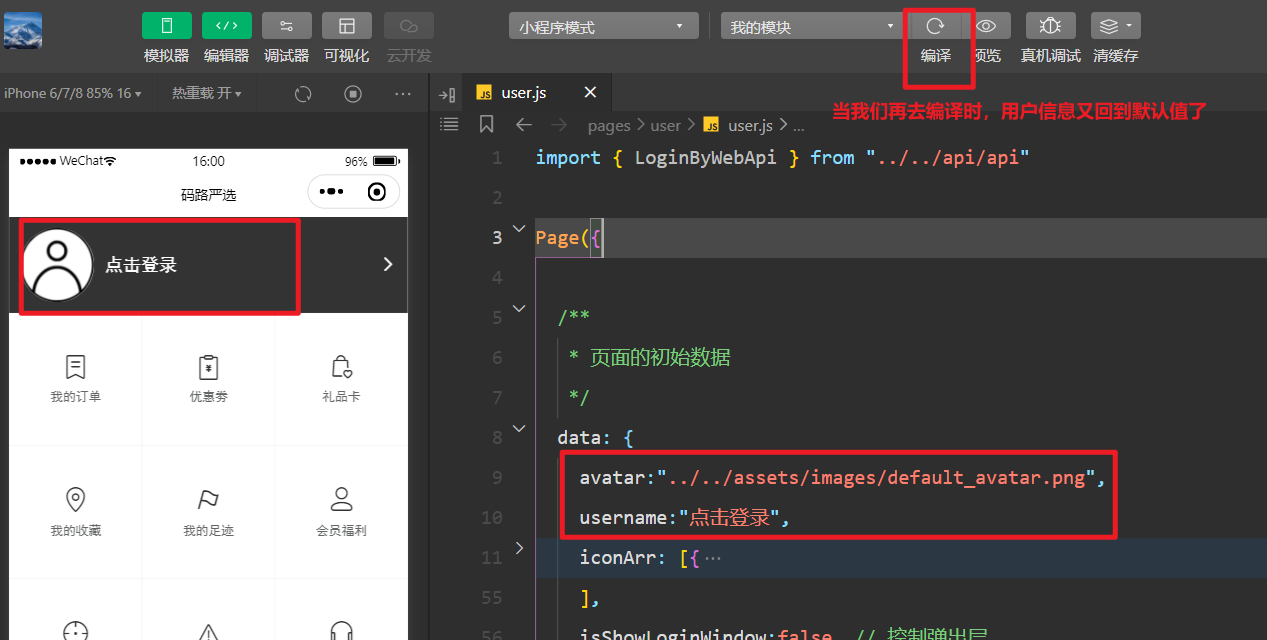 模拟器 编辑器 调试器 可视化 云开发
小程序模式 我的模块
编译 预览 真机调试 清缓存
iPhone 6/7/8 85% 16 热重载 开
user.js
当我们再去编译时，用户信息又回到默认值了
pages > user > user.js > ...
WeChat 16:00 96%
码路严选
点击登录
我的订单 优惠劵 礼品卡
我的收藏 我的足迹 会员福利
1 import { LoginByWebApi } from "../../api/api"
2
3 Page({
4
5 /**
6 * 页面的初始数据
7 */
8 data: {
9 avatar:"../../assets/images/default_avatar.png",
10 username:"点击登录",
11 iconArr: [{ ···
55 ],
56 isShowLoginWindow:false, // 控制弹出层